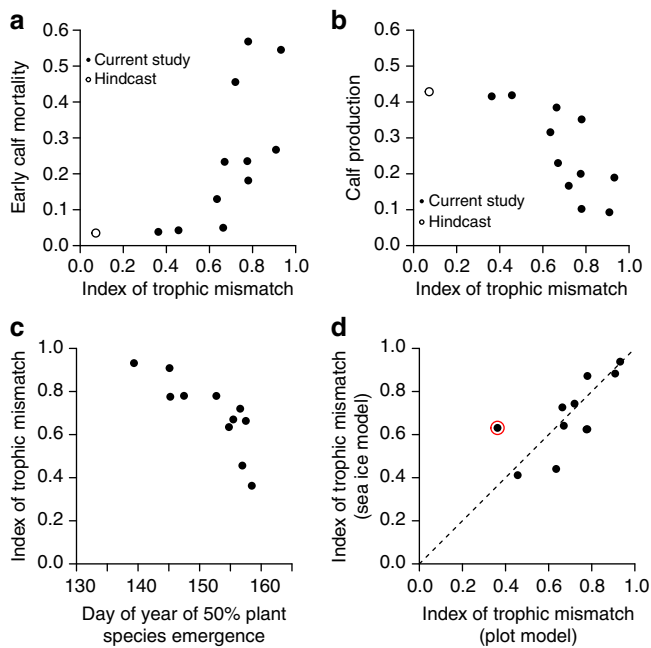 a
0.6
0.5
0.4
0.3
0.2
0.1
0.0
Early calf mortality
Current study
Hindcast
0.0 0.2 0.4 0.6 0.8 1.0
Index of trophic mismatch
b
0.6
0.5
0.4
0.3
0.2
0.1
0.0
Calf production
Current study
Hindcast
0.0 0.2 0.4 0.6 0.8 1.0
Index of trophic mismatch
c
1.0
0.8
0.6
0.4
0.2
0.0
Index of trophic mismatch
130 140 150 160
Day of year of 50% plant
species emergence
d
1.0
0.8
0.6
0.4
0.2
0.0
Index of trophic mismatch
(sea ice model)
0.0 0.2 0.4 0.6 0.8 1.0
Index of trophic mismatch
(plot model)